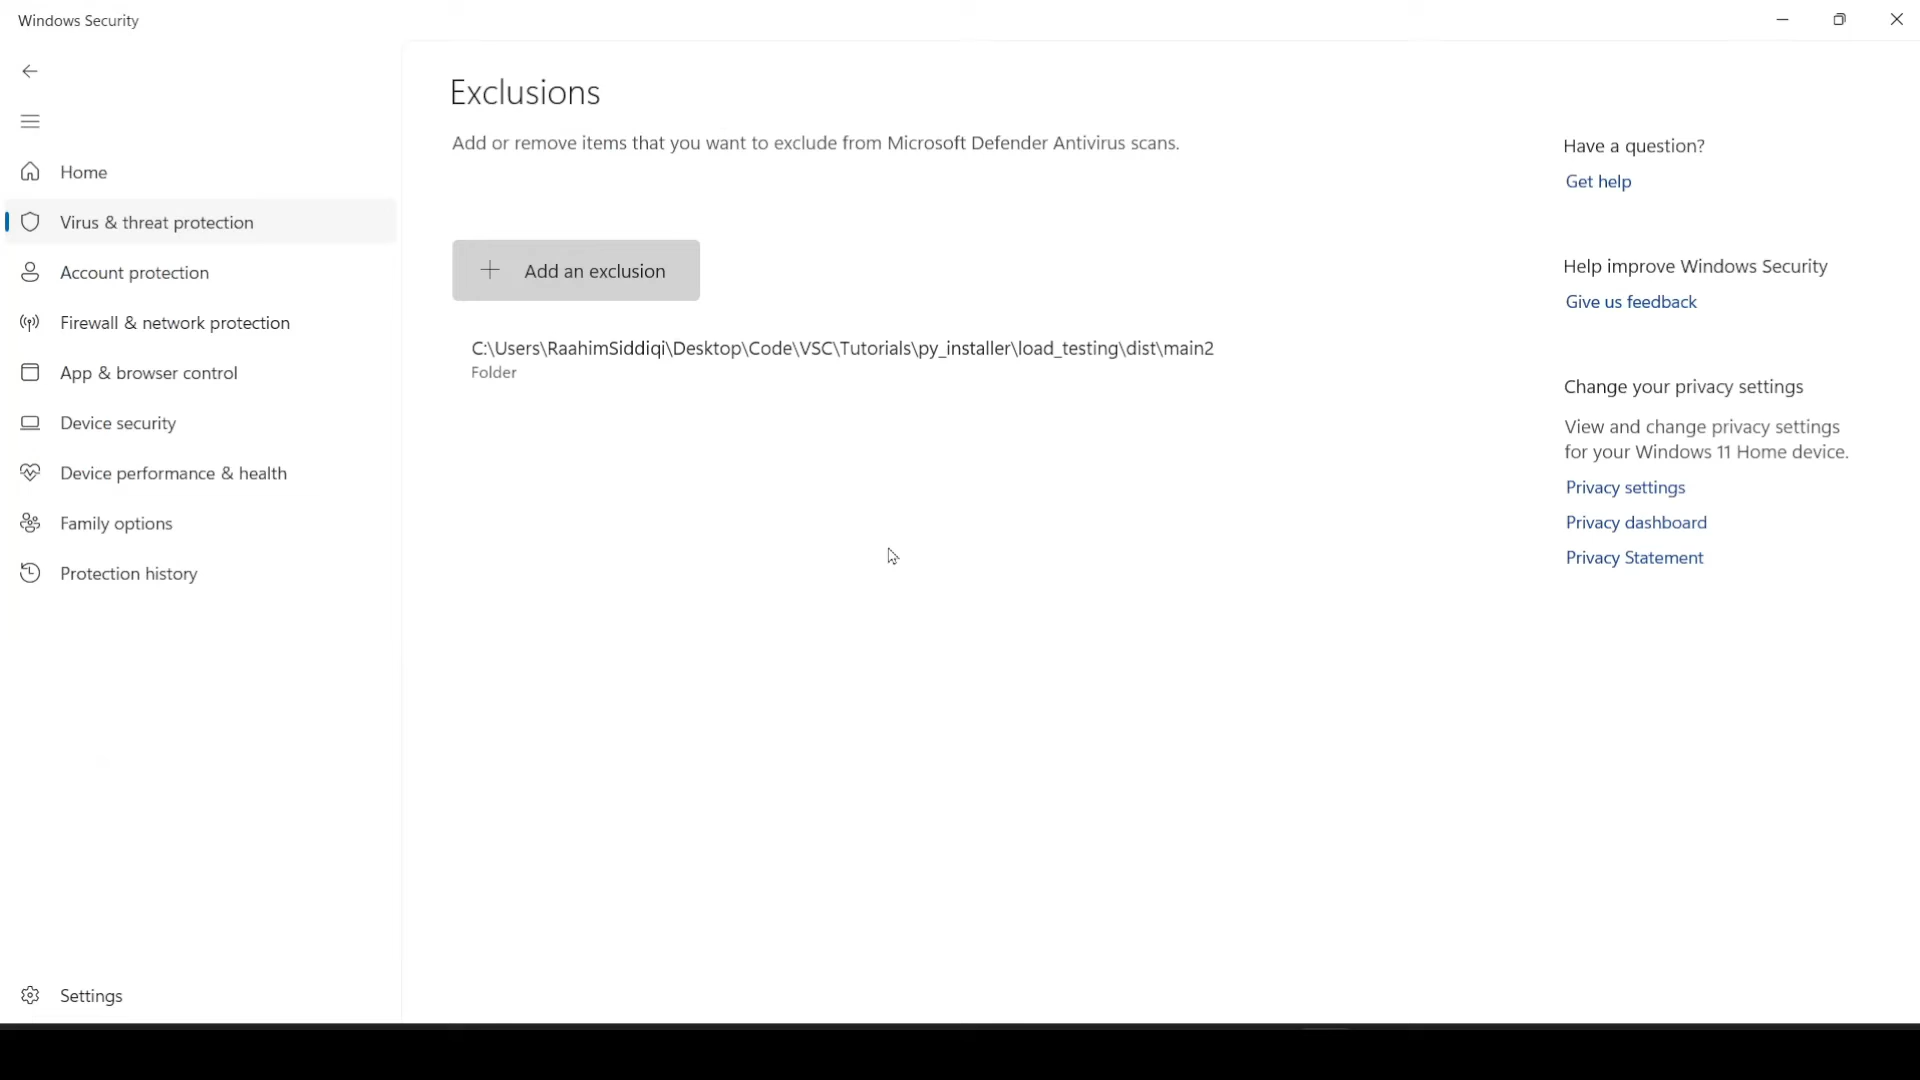 Windows Security
Home
Virus & threat protection
Account protection
Firewall & network protection
App & browser control
Device security
Device performance & health
Family options
Protection history
Settings
Exclusions
Add or remove items that you want to exclude from Microsoft Defender Antivirus scans.
Add an exclusion
C:\Users\RaahimSiddiqi\Desktop\Code\VSC\Tutorials\py_installer\load_testing\dist\main2
Folder
Have a question?
Get help
Help improve Windows Security
Give us feedback
Change your privacy settings
View and change privacy settings
for your Windows 11 Home device.
Privacy settings
Privacy dashboard
Privacy Statement